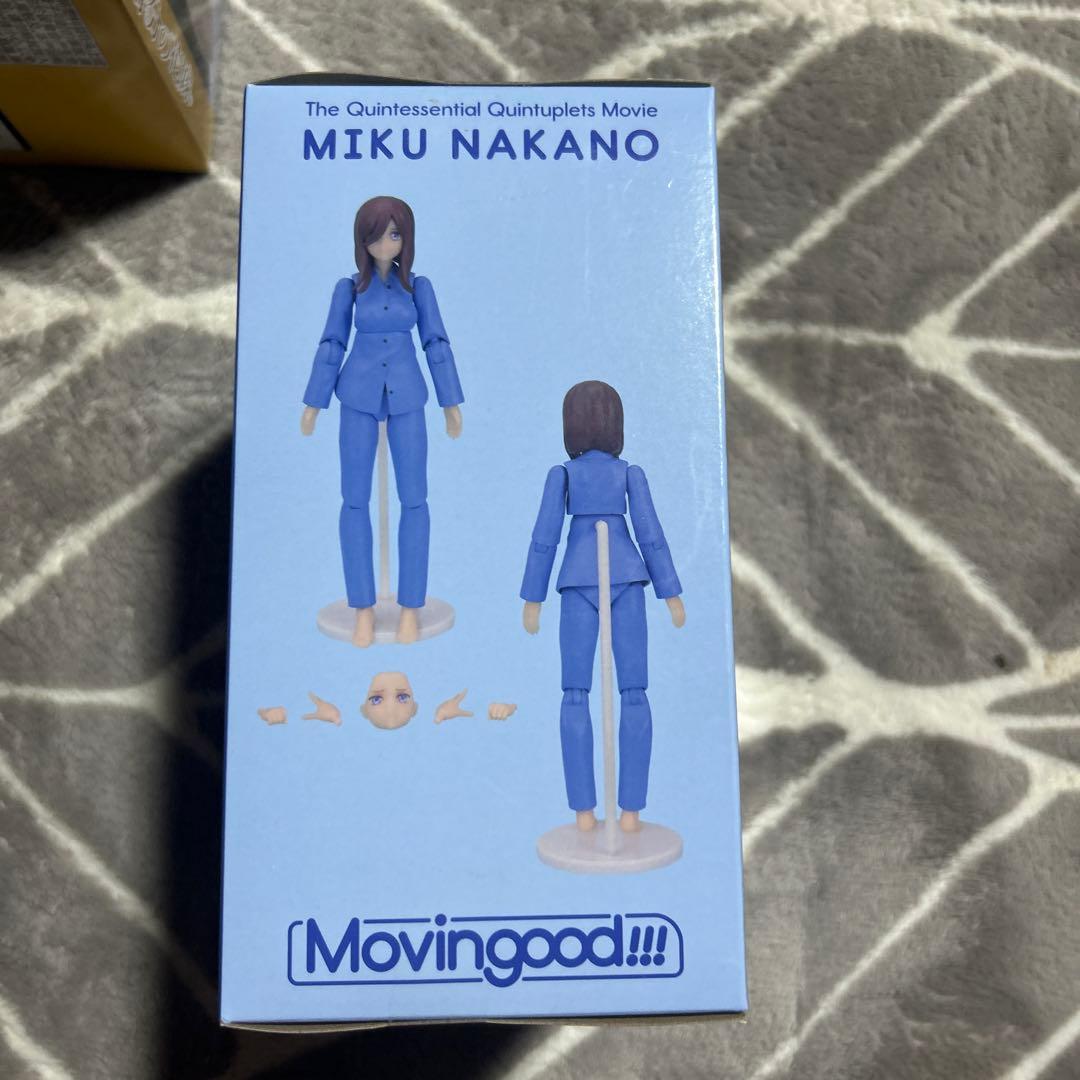 The Quintessential Quintuplets Movie
MIKU NAKANO
Movingood!!!